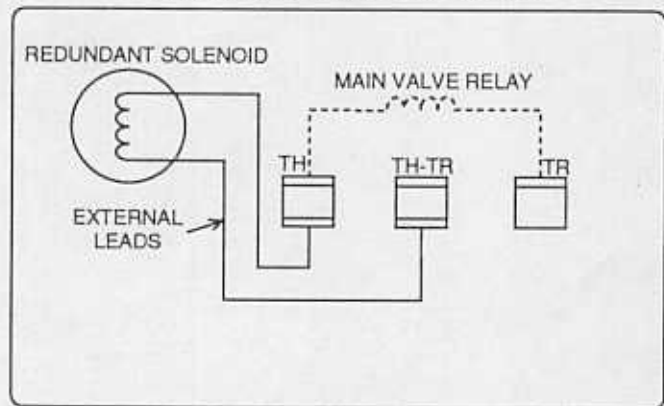 REDUNDANT SOLENOID
MAIN VALVE RELAY
TH
TH-TR
TR
EXTERNAL
LEADS